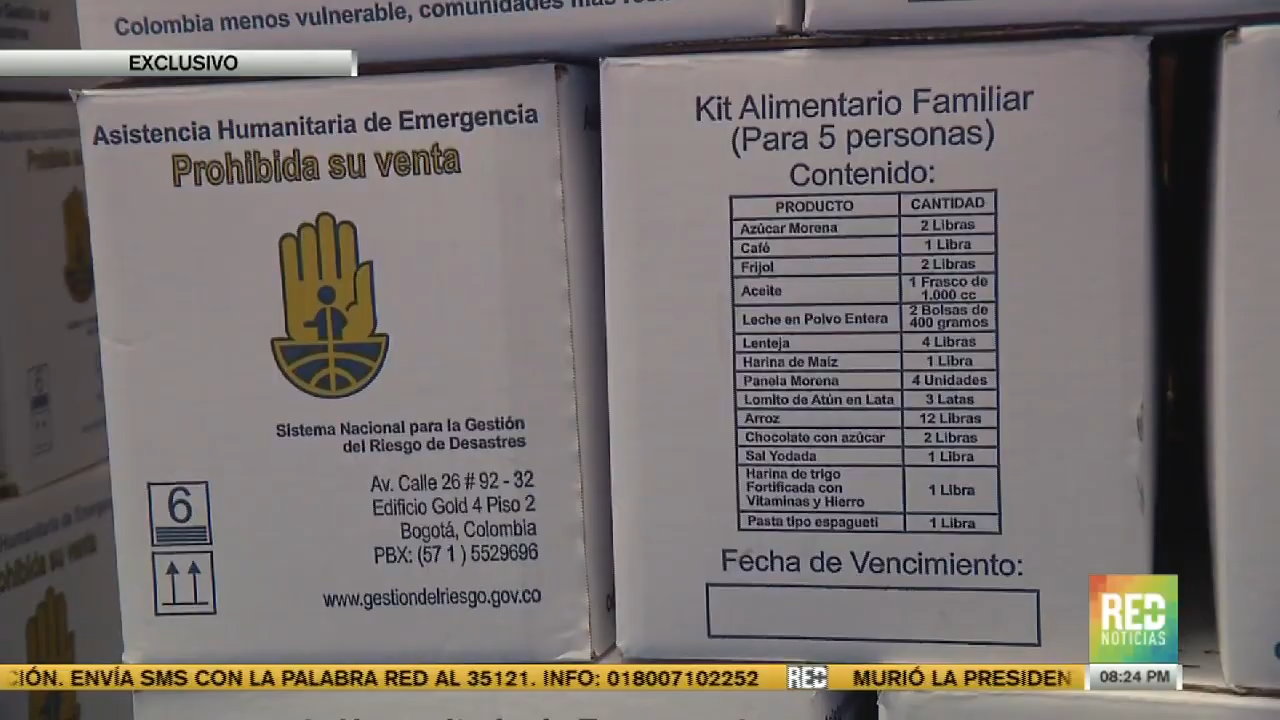 Colombia menos vulnerable, comunidades más
EXCLUSIVO
Asistencia Humanitaria de Emergencia
Prohibida su venta
Sistema Nacional para la Gestión
del Riesgo de Desastres
Av. Calle 26 # 92 - 32
Edificio Gold 4 Piso 2
Bogotá, Colombia
PBX: (57 1 ) 5529696
www.gestiondelriesgo.gov.co
6
Kit Alimentario Familiar
(Para 5 personas)
Contenido:
PRODUCTO CANTIDAD
Azúcar Morena 2 Libras
Café 1 Libra
Frijol 2 Libras
Aceite 1 Frasco de
1.000 cc
Leche en Polvo Entera 2 Bolsas de
400 gramos
Lenteja 4 Libras
Harina de Maíz 1 Libra
Panela Morena 4 Unidades
Lomito de Atún en Lata 3 Latas
Arroz 12 Libras
Chocolate con azúcar 2 Libras
Sal Yodada 1 Libra
Harina de trigo
Fortificada con 1 Libra
Vitaminas y Hierro
Pasta tipo espagueti 1 Libra
Fecha de Vencimiento:
Humanitaria de Emergen
ohibida su venta
RED
NOTICIAS
IÓN. ENVÍA SMS CON LA PALABRA RED AL 35121. INFO: 018007102252 RED MURIÓ LA PRESIDEN
08:24 PM